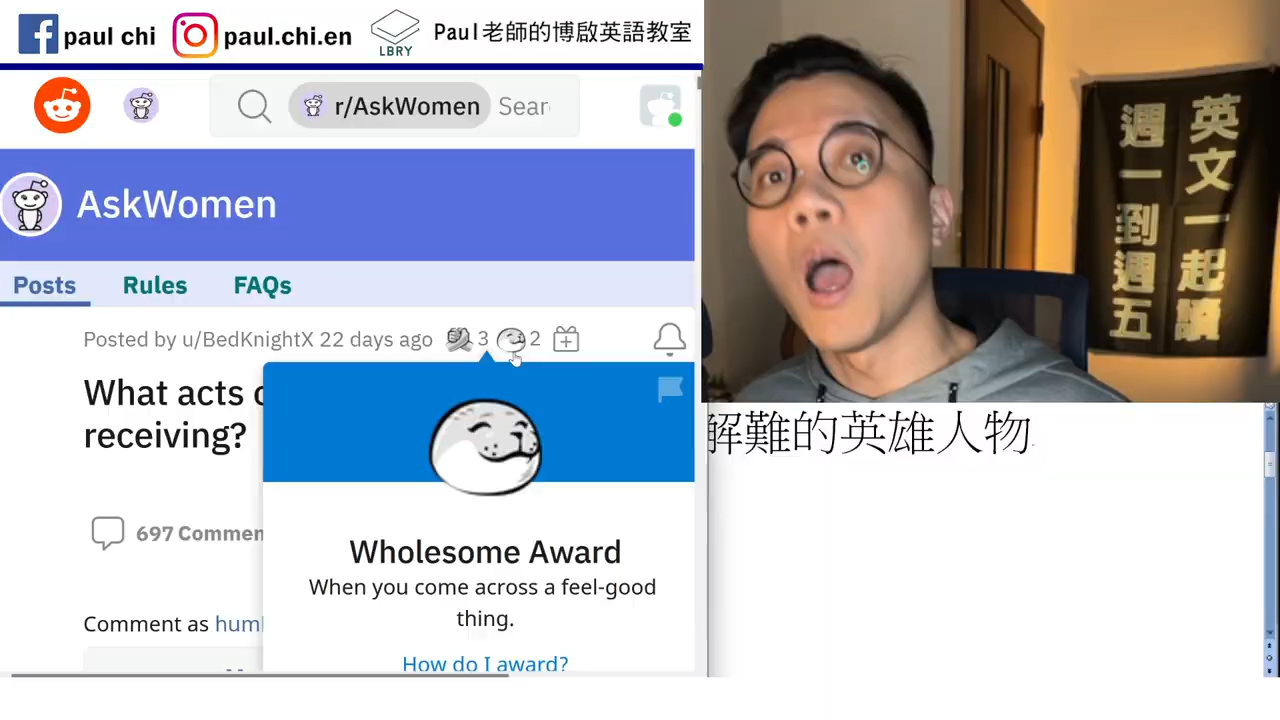 paul chi
paul.chi.en
LBRY
Paul老師的博啟英語教室
r/AskWomen
Sear
AskWomen
Posts
Rules
FAQs
Posted by u/BedKnightX 22 days ago
3
2
What acts
receiving?
697 Commen
Wholesome Award
When you come across a feel-good
thing.
Comment as
How do I award?
英文一起讀
週一到週五
解難的英雄人物